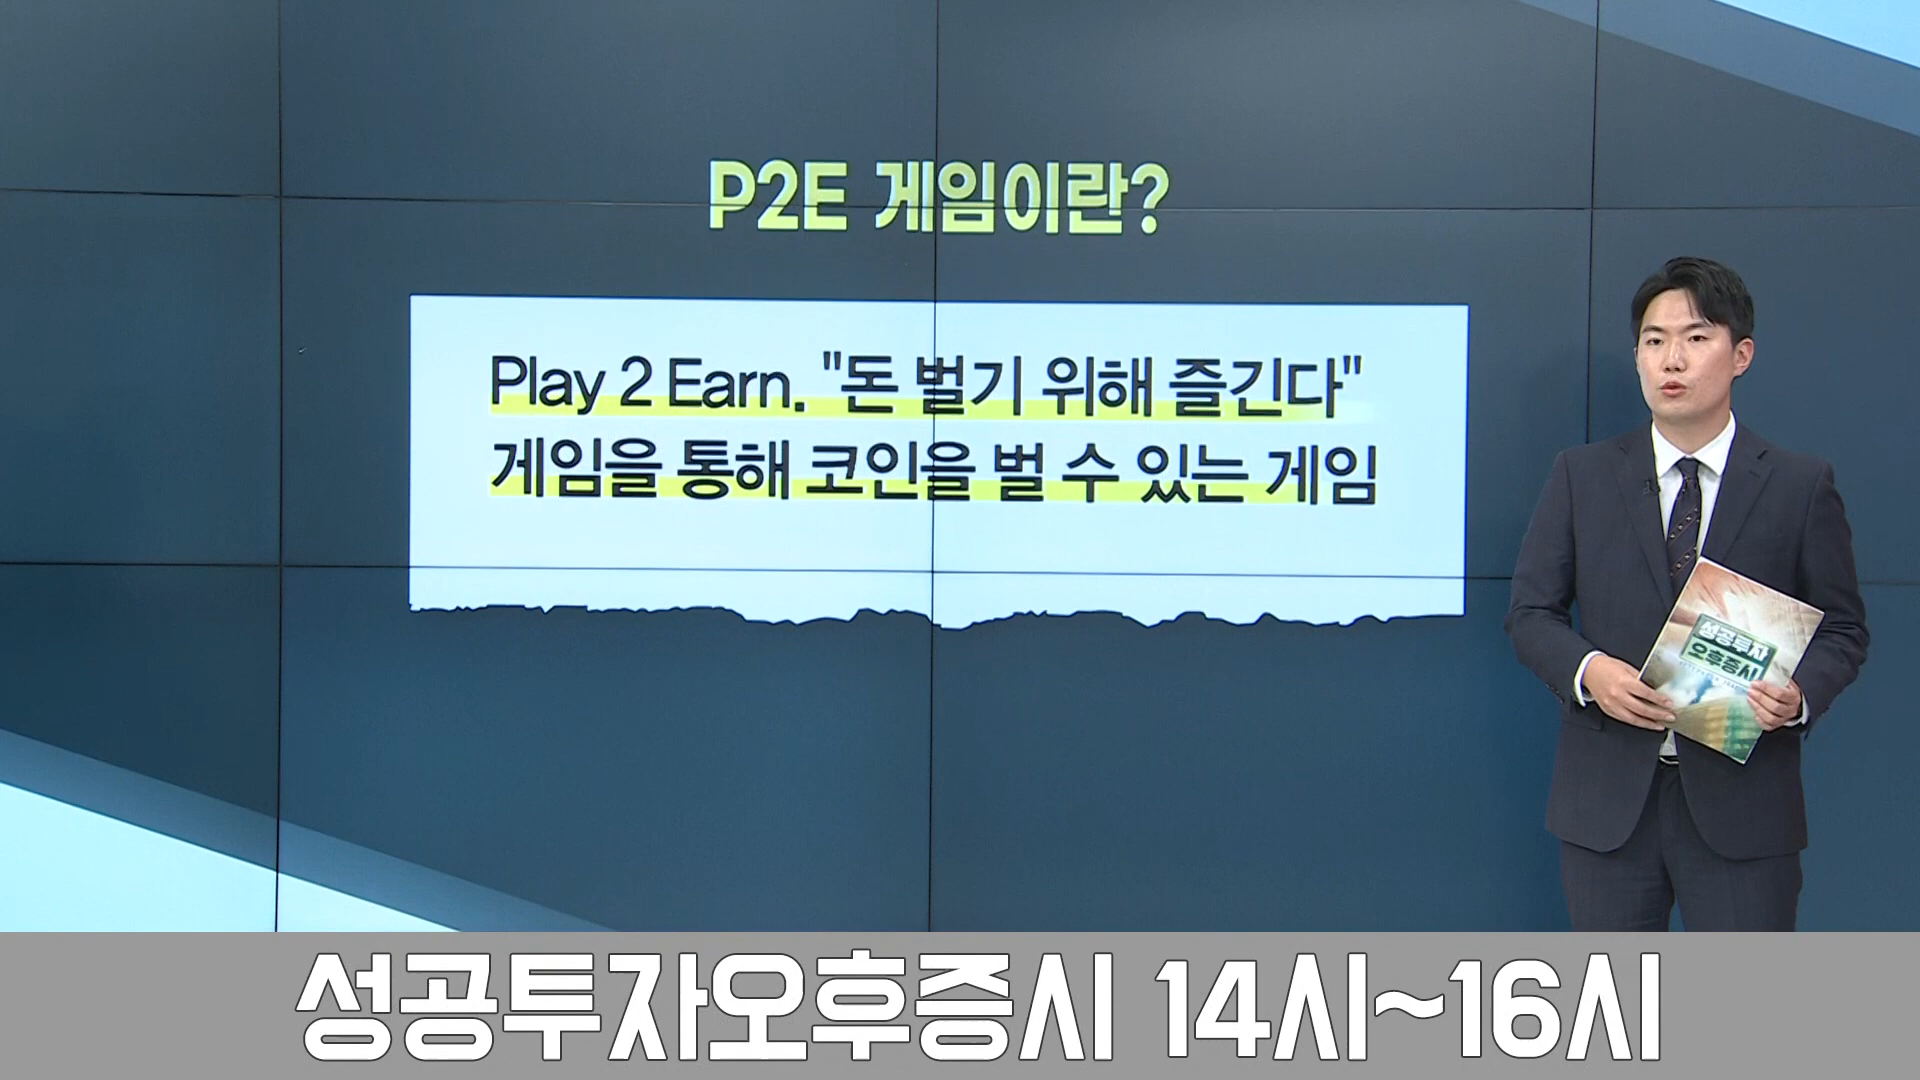 P2E 게임이란?
Play 2 Earn. "돈 벌기 위해 즐긴다"
게임을 통해 코인을 벌 수 있는 게임
성공투자
오후증시
성공투자오후증시 14시~16시